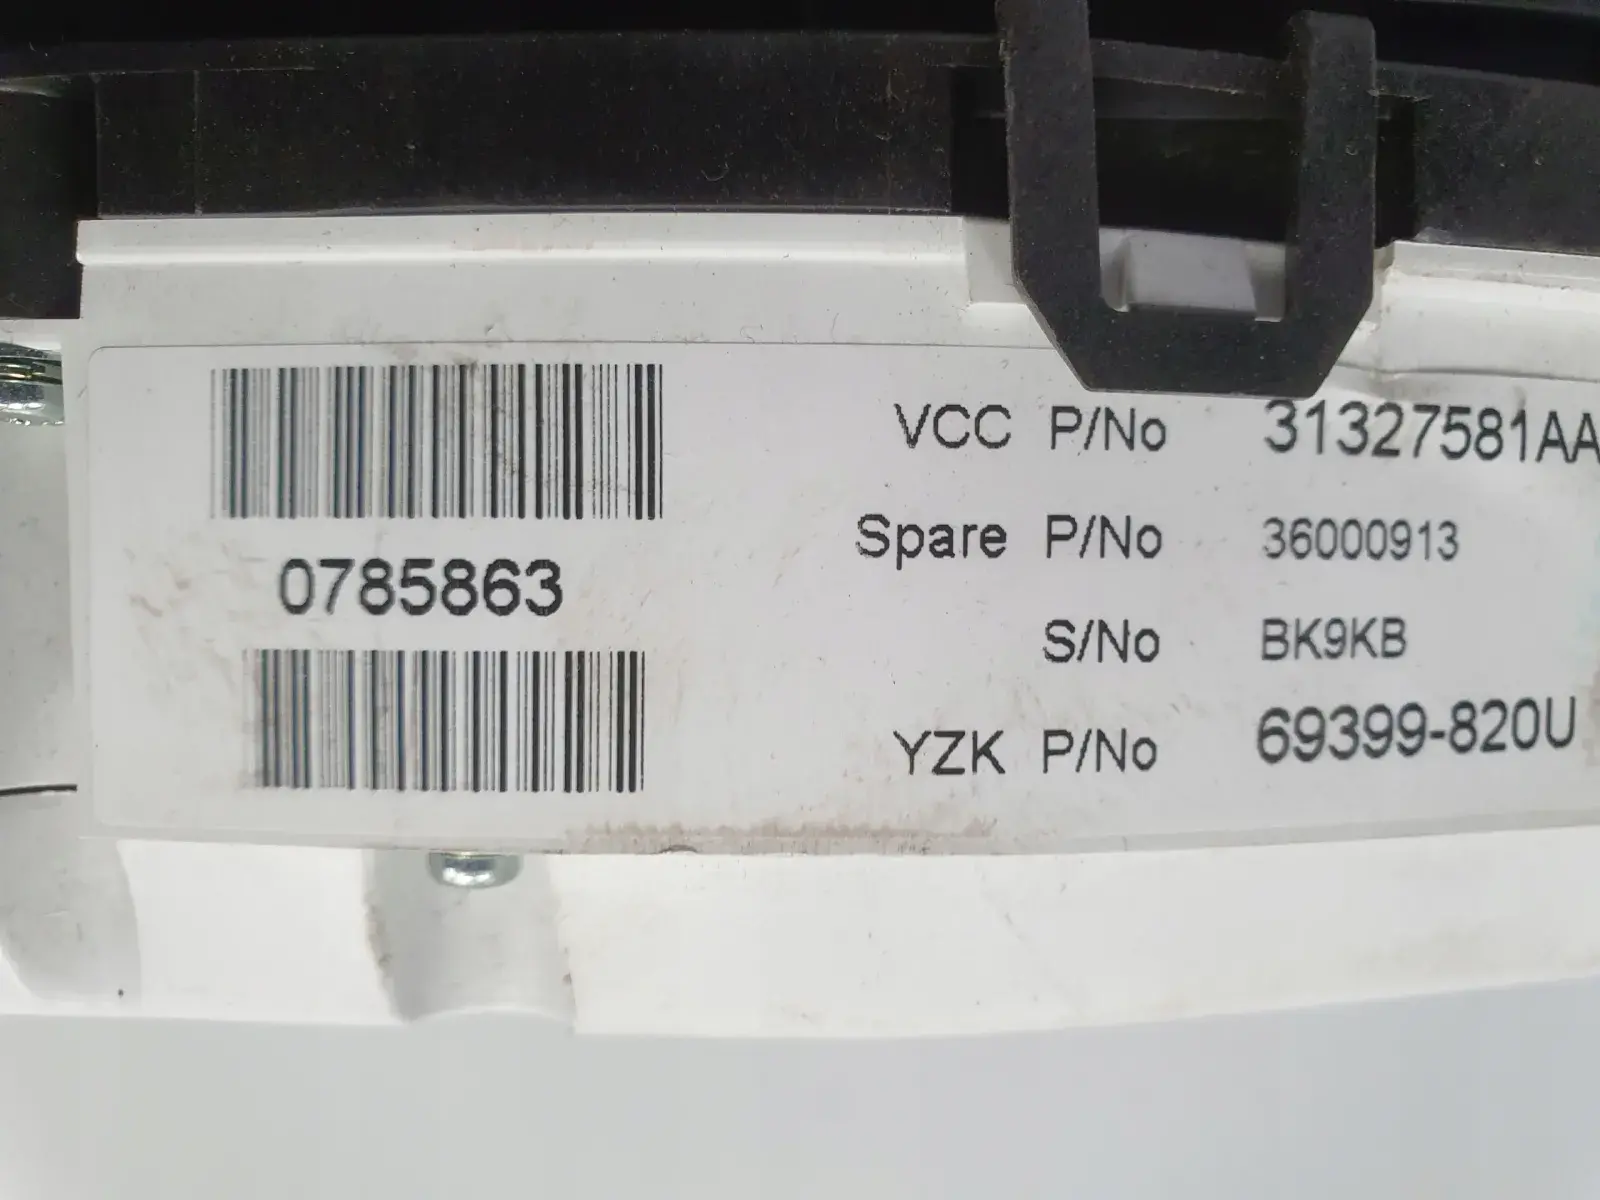 VCC P/No 31327581AA
Spare P/No 36000913
0785863
S/No BK9KB
YZK P/No 69399-820U